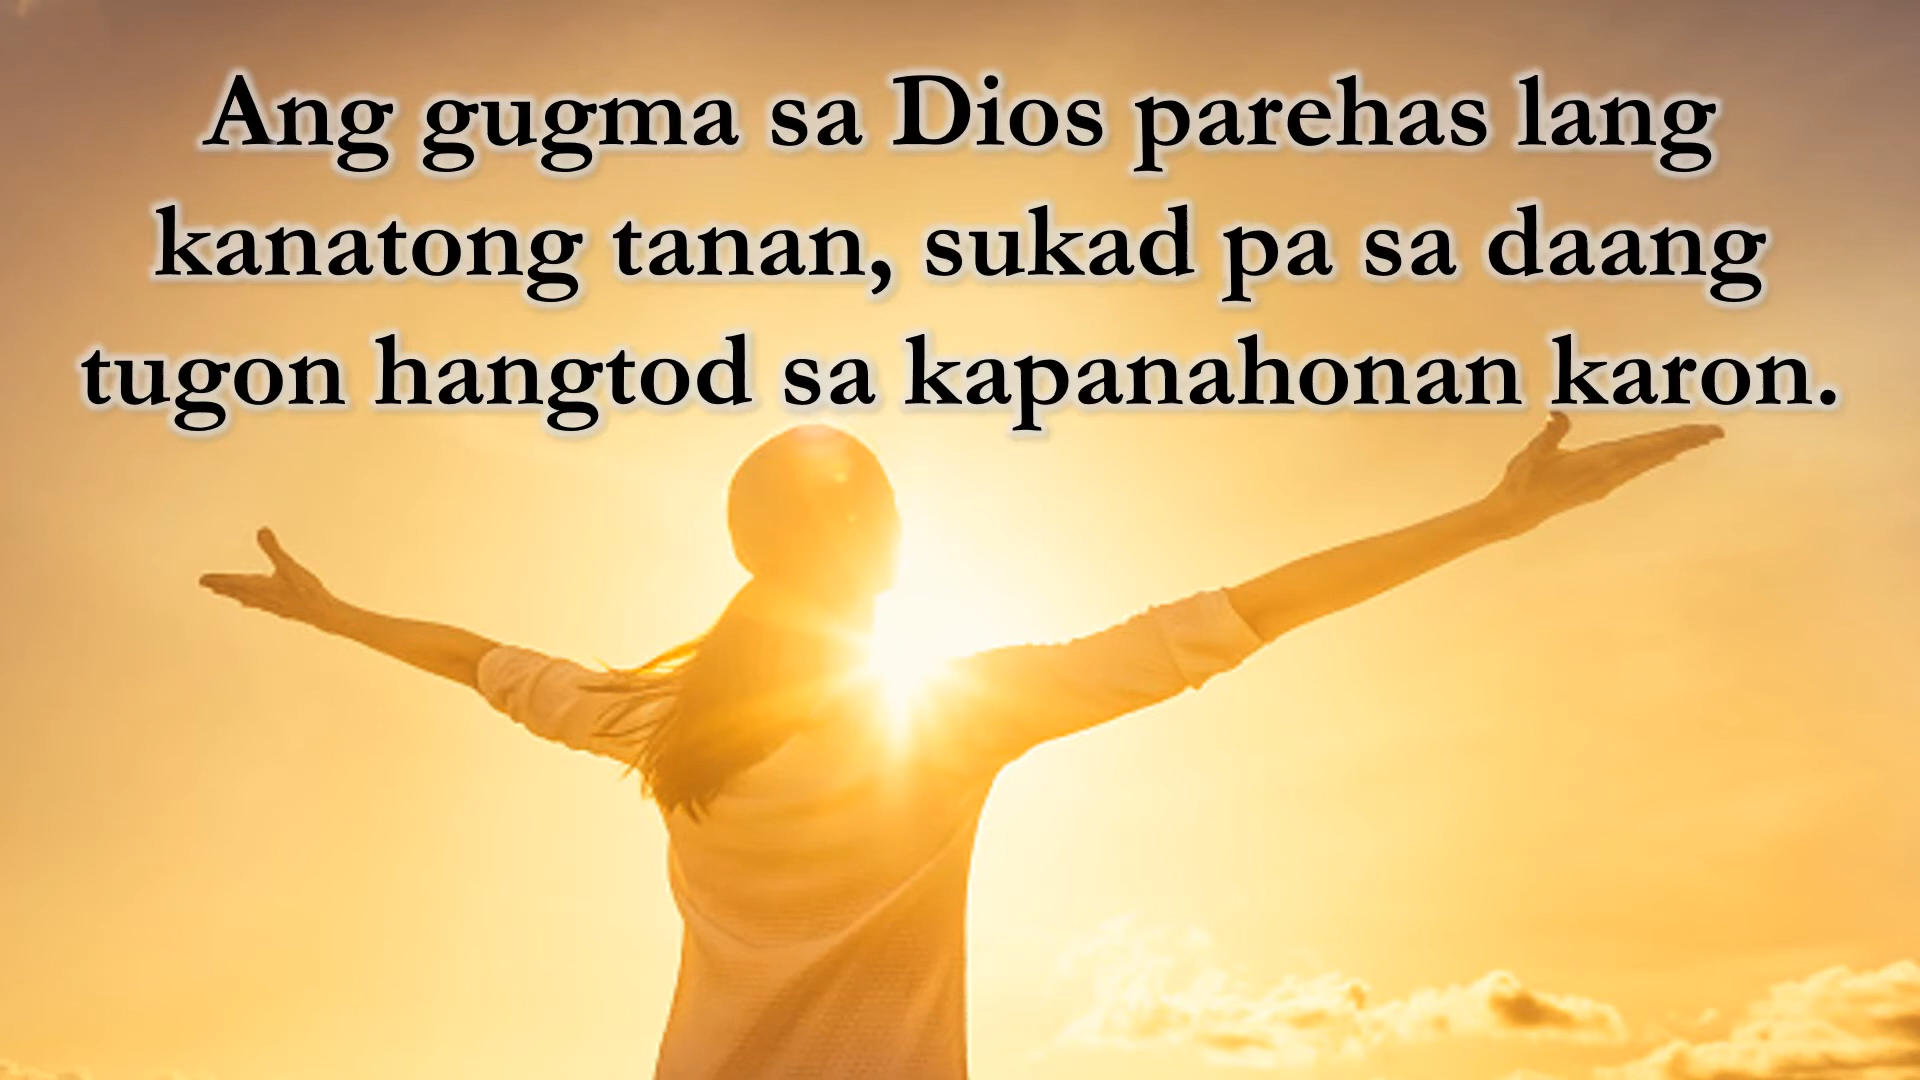 Ang gugma sa Dios parehas lang
kanatong tanan, sukad pa sa daang
tugon hangtod sa kapanahonan karon.